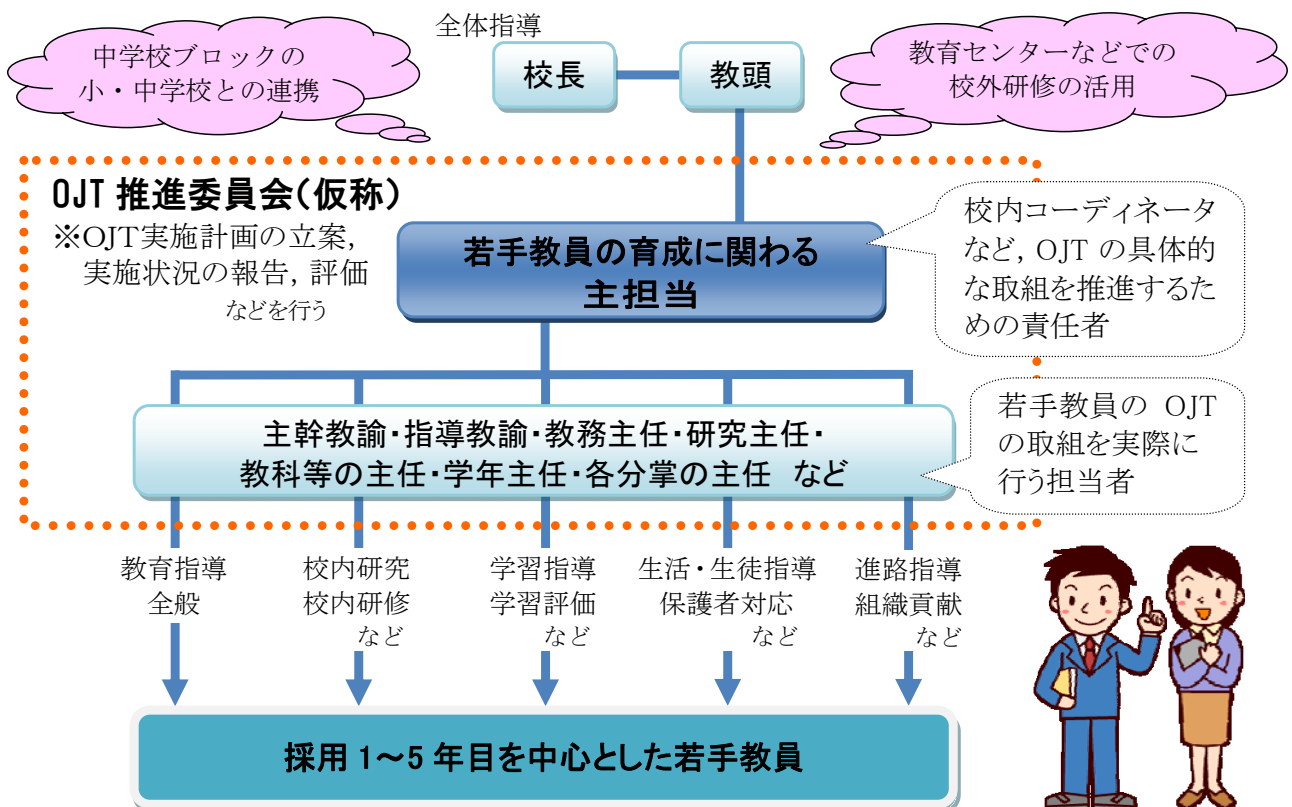 全体指導
中学校ブロックの
小・中学校との連携
校長
教頭
教育センターなどでの
校外研修の活用
OJT 推進委員会(仮称)
※OJT実施計画の立案,
実施状況の報告, 評価
などを行う
若手教員の育成に関わる
主担当
校内コーディネータ
など, OJT の具体的
な取組を推進するた
めの責任者
主幹教諭・指導教諭・教務主任・研究主任・
教科等の主任・学年主任・各分掌の主任 など
若手教員の OJT
の取組を実際に
行う担当者
教育指導
全般
校内研究
校内研修
など
学習指導
学習評価
など
生活・生徒指導
保護者対応
など
進路指導
組織貢献
など
採用 1～5 年目を中心とした若手教員